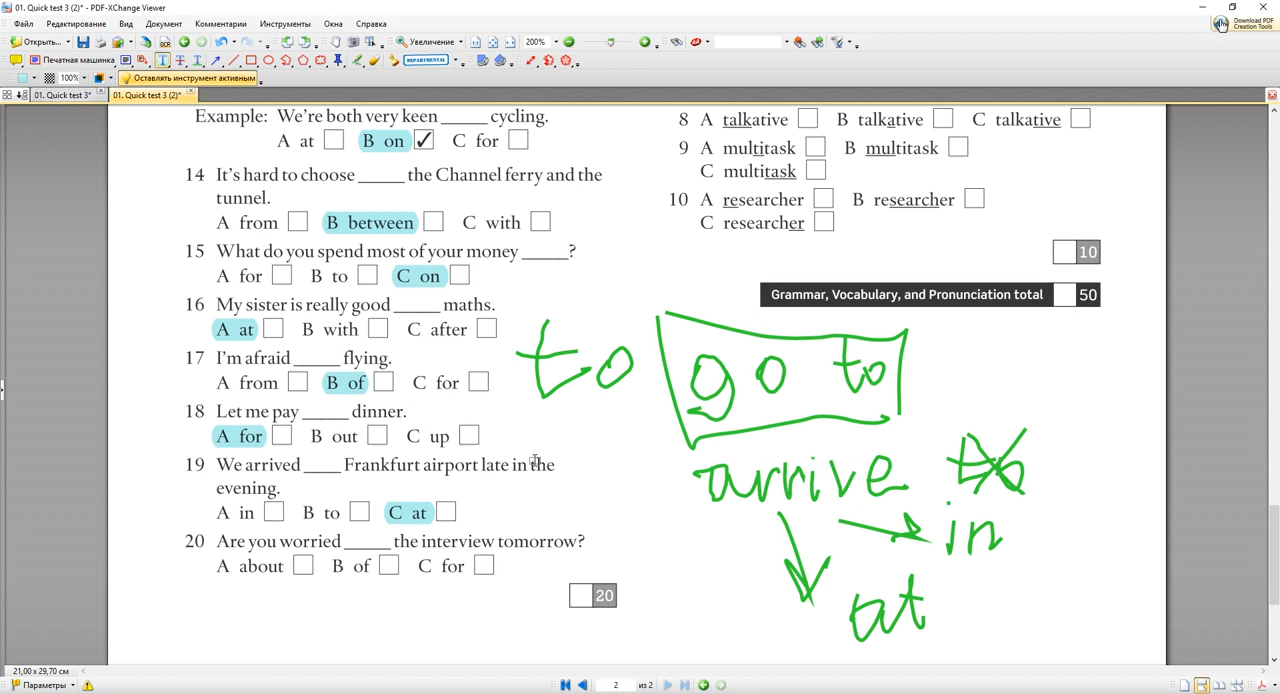 01. Quick test 3 (2)* - PDF-XChange Viewer
Файл Редактирование Вид Документ Комментарии Инструменты Окна Справка
Download PDF Creation Tools
Открыть... OCR Увеличение 200%
Печатная машинка DEPARTMENTAL
100% Оставлять инструмент активным
01. Quick test 3* 01. Quick test 3 (2)*
Example: We're both very keen _____ cycling.
A at B on ✓ C for
14 It's hard to choose _____ the Channel ferry and the
tunnel.
A from B between C with
15 What do you spend most of your money _____?
A for B to C on
16 My sister is really good _____ maths.
A at B with C after
17 I'm afraid _____ flying.
A from B of C for
18 Let me pay _____ dinner.
A for B out C up
19 We arrived ____ Frankfurt airport late in the
evening.
A in B to C at
20 Are you worried _____ the interview tomorrow?
A about B of C for
20
8 A talkative B talkative C talkative
9 A multitask B multitask
C multitask
10 A researcher B researcher
C researcher
10
Grammar, Vocabulary, and Pronunciation total 50
to go to
arrive to
in
at
21,00 x 29,70 см
Параметры 2 из 2